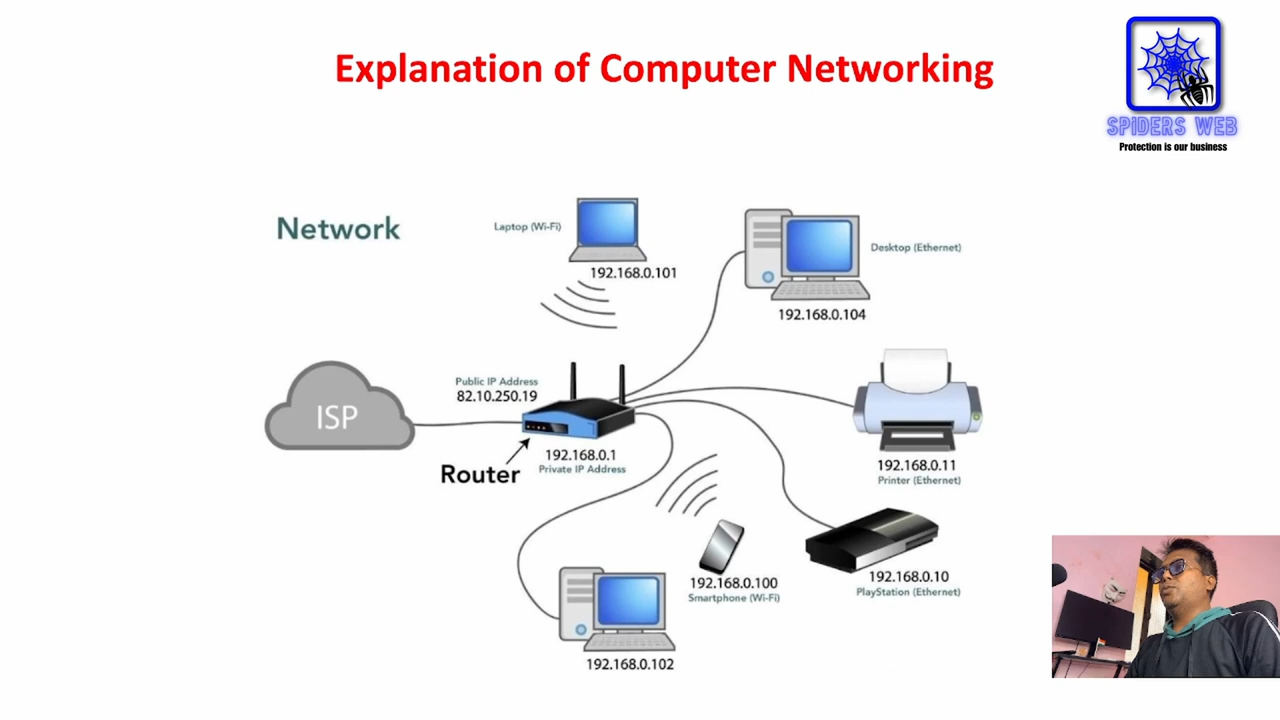 Explanation of Computer Networking
SPiDERS WEB
Protection is our business
Network
Laptop (Wi-Fi)
192.168.0.101
Desktop (Ethernet)
192.168.0.104
ISP
Public IP Address
82.10.250.19
192.168.0.1
Private IP Address
Router
192.168.0.11
Printer (Ethernet)
192.168.0.100
Smartphone (Wi-Fi)
192.168.0.10
PlayStation (Ethernet)
192.168.0.102